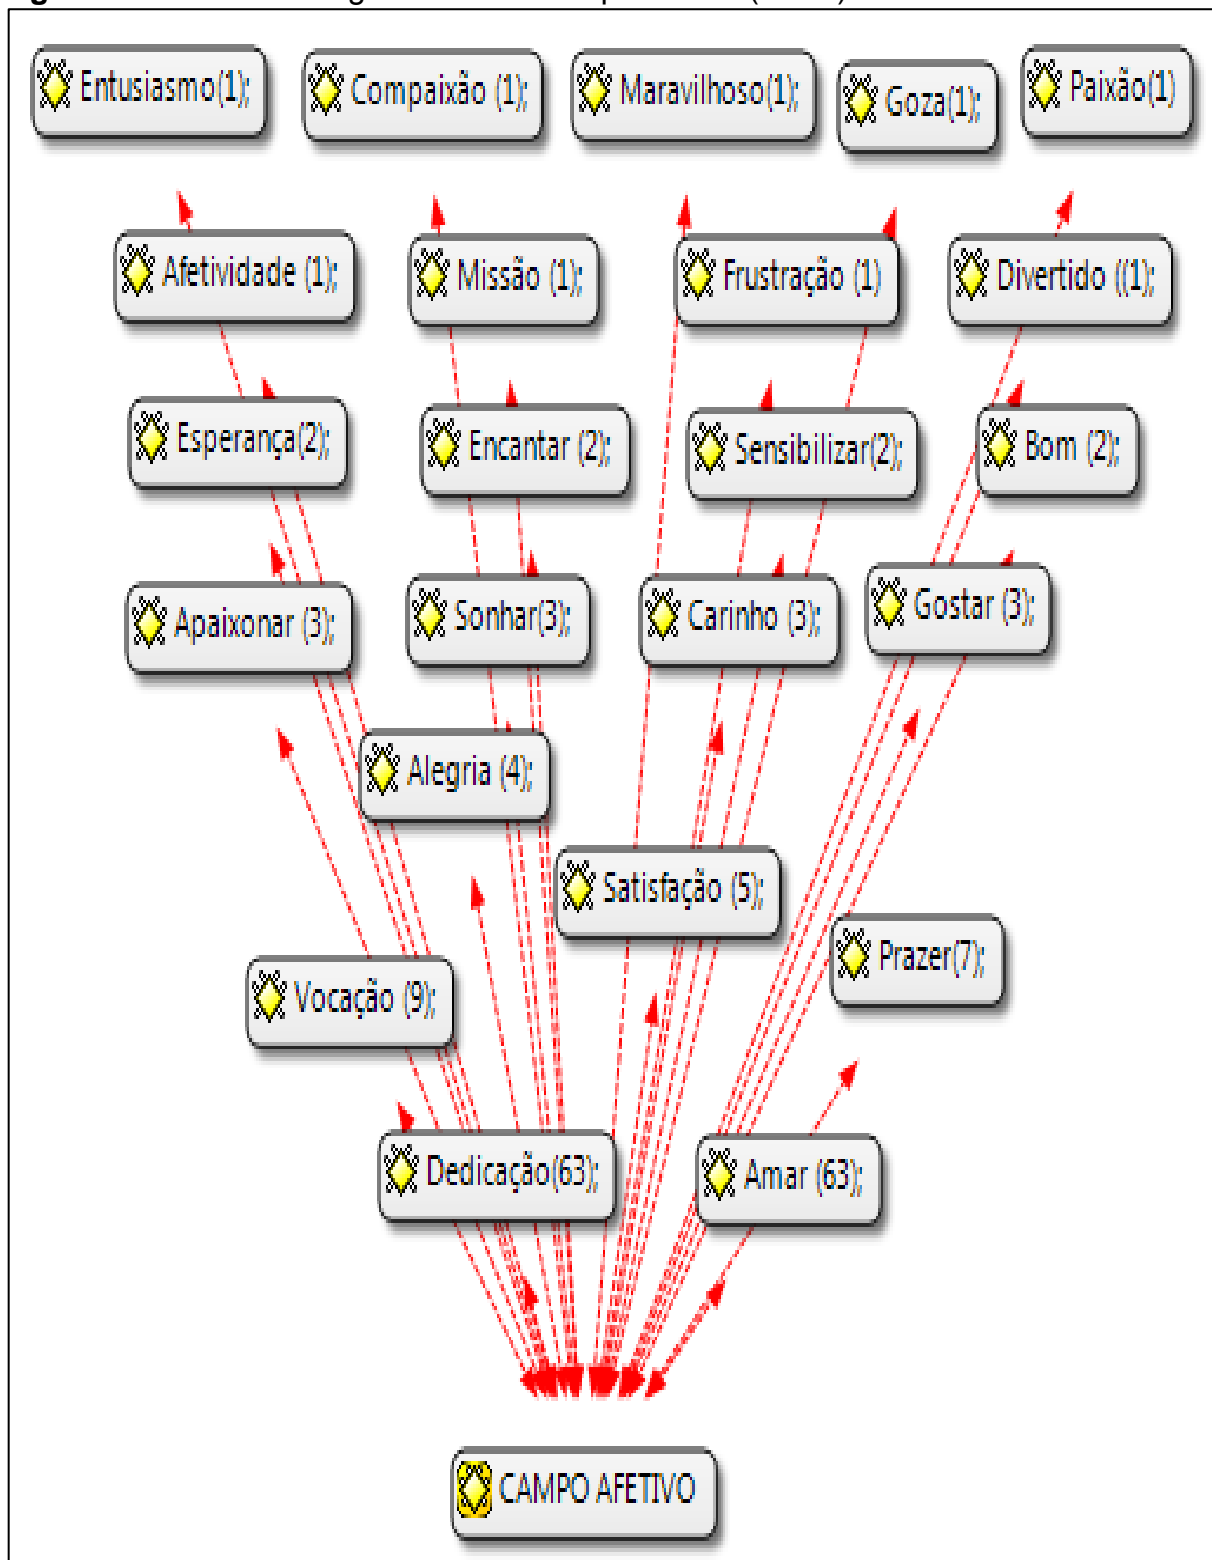 Entusiasmo(1);
Compaixão (1);
Maravilhoso(1);
Goza(1);
Paixão(1)
Afetividade (1);
Missão (1);
Frustração (1)
Divertido ((1);
Esperança(2);
Encantar (2);
Sensibilizar(2);
Bom (2);
Apaixonar (3);
Sonhar(3);
Carinho (3);
Gostar (3);
Alegria (4);
Satisfação (5);
Prazer(7);
Vocação (9);
Dedicação(63);
Amar (63);
CAMPO AFETIVO